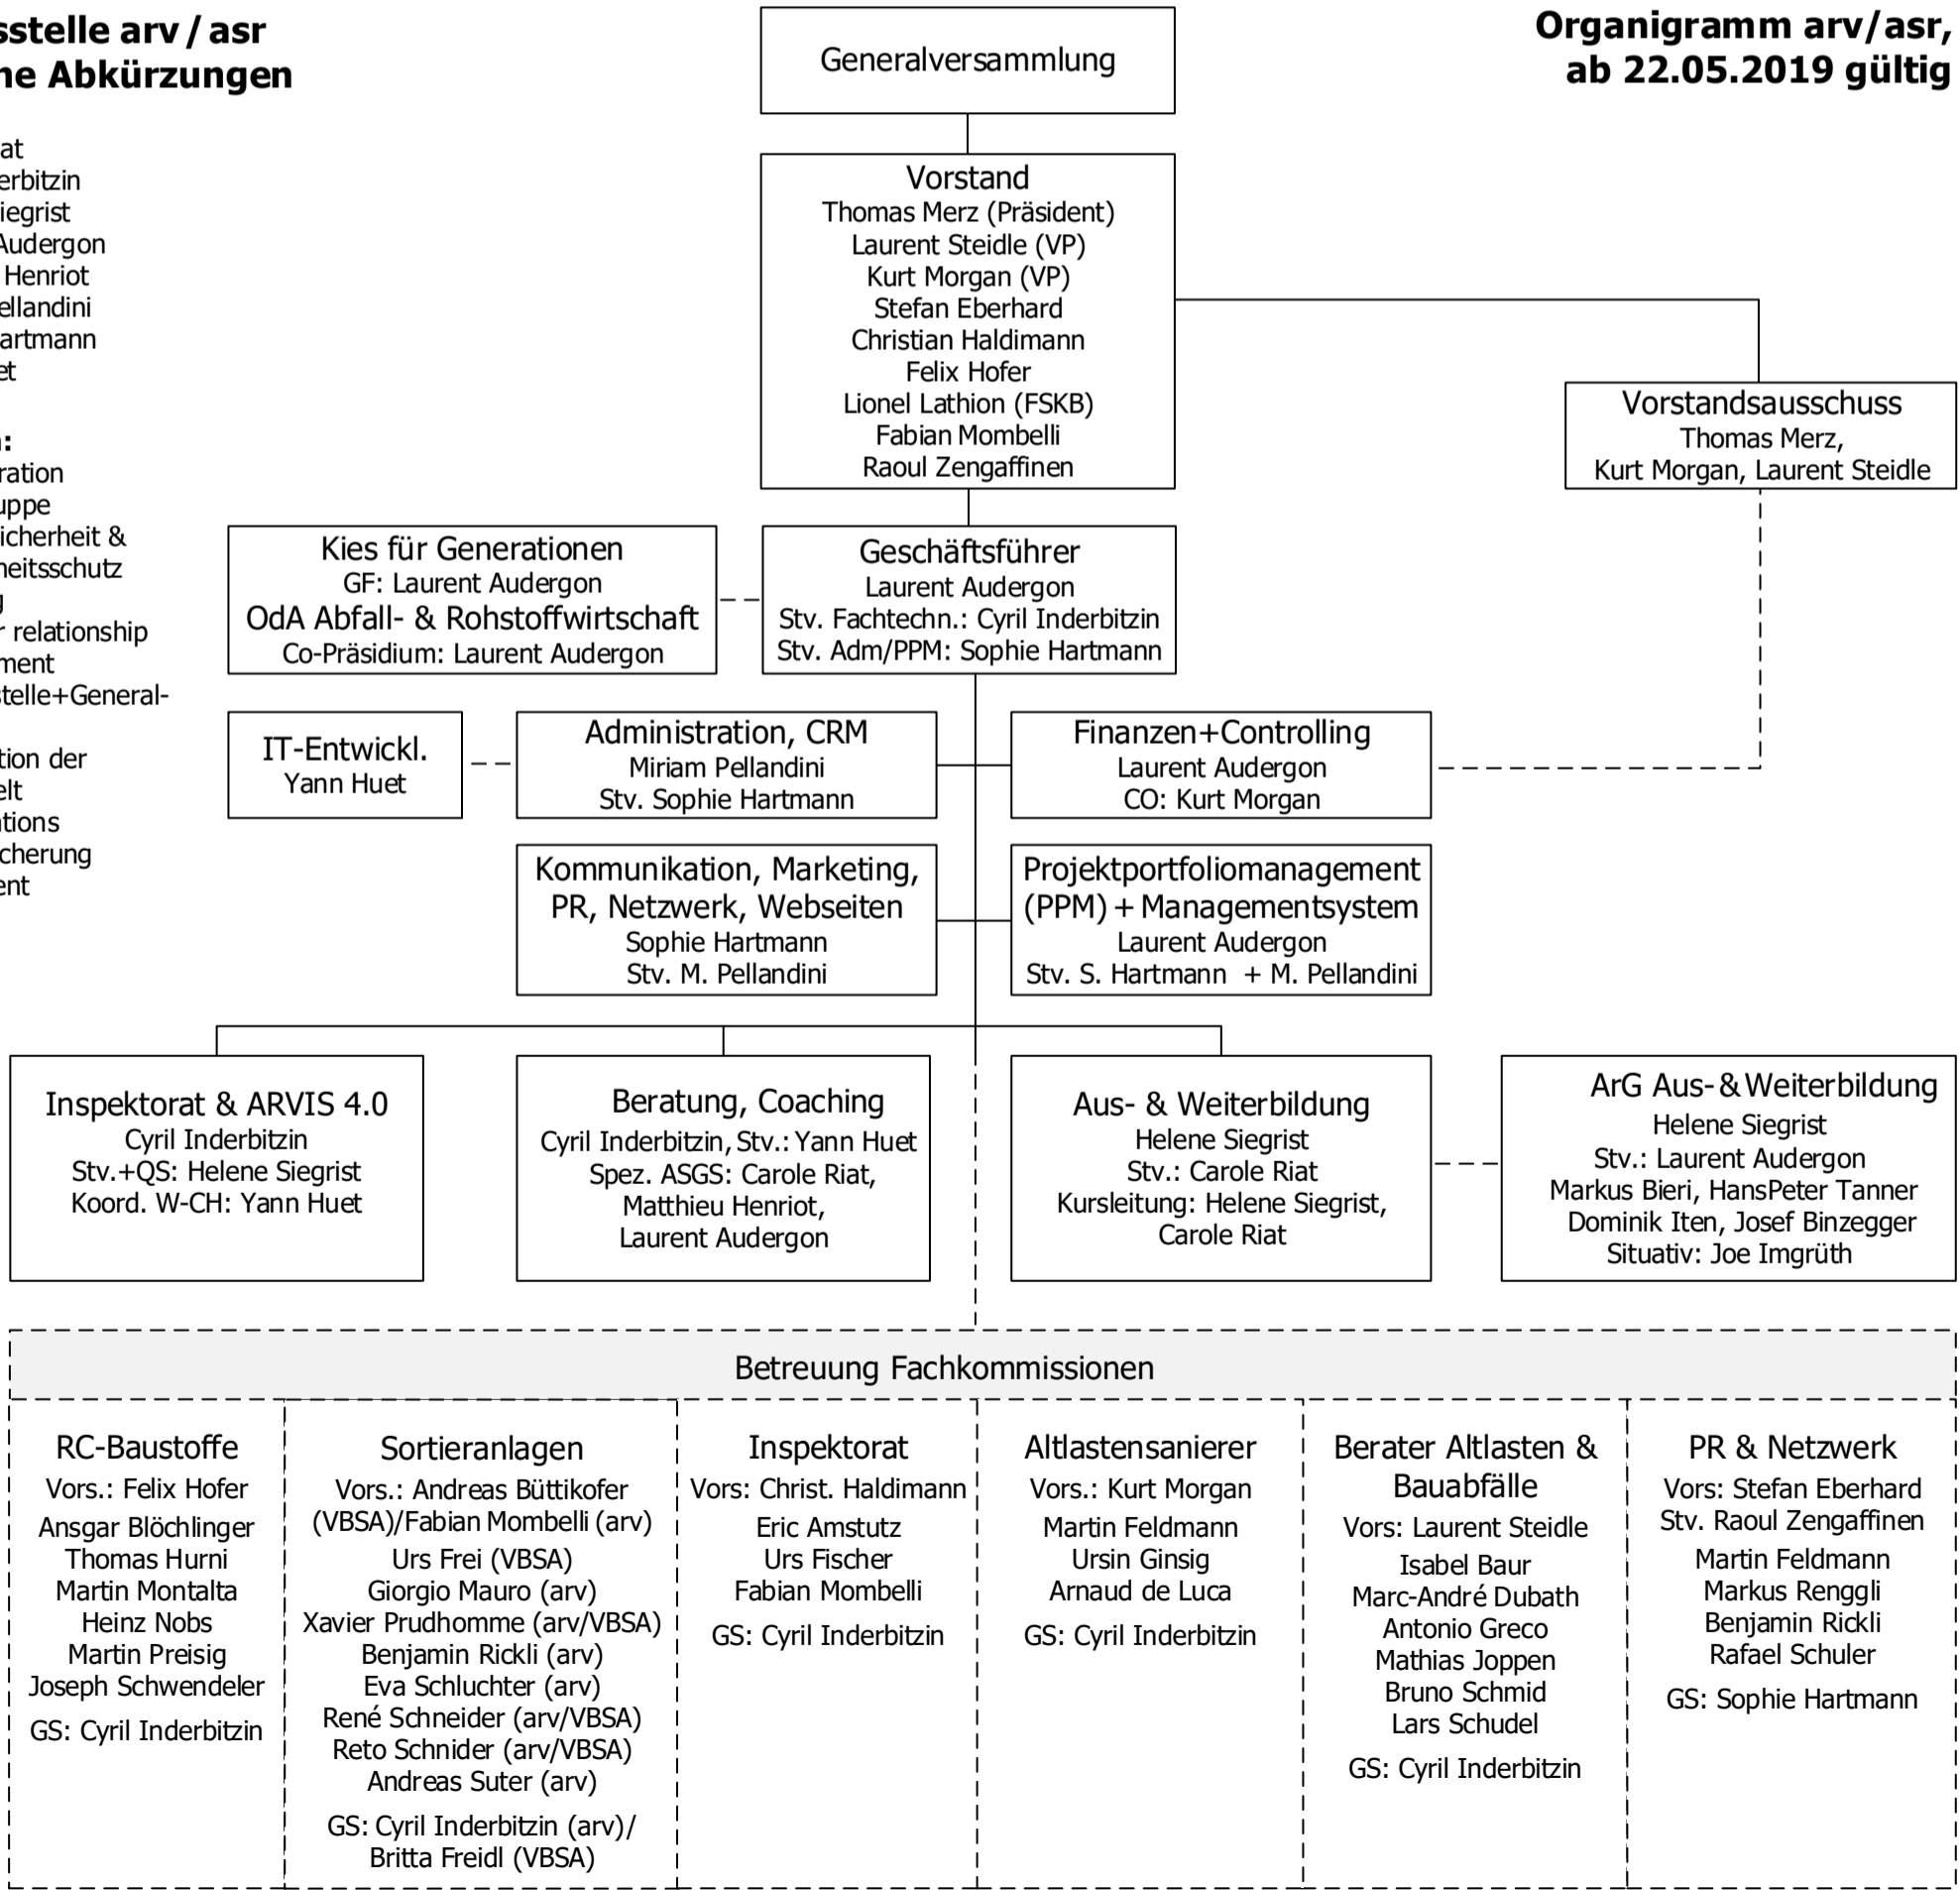 arv / asr
Abkürzungen
Organigramm arv/asr,
ab 22.05.2019 gültig
Audergon
Henriot
relationship
&
der
Generalversammlung
Vorstand
Thomas Merz (Präsident)
Laurent Steidle (VP)
Kurt Morgan (VP)
Stefan Eberhard
Christian Haldimann
Felix Hofer
Lionel Lathion (FSKB)
Fabian Mombelli
Raoul Zengaffinen
Vorstandsausschuss
Thomas Merz,
Kurt Morgan, Laurent Steidle
Kies für Generationen
GF: Laurent Audergon
OdA Abfall- & Rohstoffwirtschaft
Co-Präsidium: Laurent Audergon
Geschäftsführer
Laurent Audergon
Stv. Fachtechn.: Cyril Inderbitzin
Stv. Adm/PPM: Sophie Hartmann
IT-Entwickl.
Yann Huet
Administration, CRM
Miriam Pellandini
Stv. Sophie Hartmann
Finanzen+Controlling
Laurent Audergon
CO: Kurt Morgan
Kommunikation, Marketing,
PR, Netzwerk, Webseiten
Sophie Hartmann
Stv. M. Pellandini
Projektportfoliomanagement
(PPM) + Managementsystem
Laurent Audergon
Stv. S. Hartmann + M. Pellandini
Inspektorat & ARVIS 4.0
Cyril Inderbitzin
Stv.+QS: Helene Siegrist
Koord. W-CH: Yann Huet
Beratung, Coaching
Cyril Inderbitzin, Stv.: Yann Huet
Spez. ASGS: Carole Riat,
Matthieu Henriot,
Laurent Audergon
Aus- & Weiterbildung
Helene Siegrist
Stv.: Carole Riat
Kursleitung: Helene Siegrist,
Carole Riat
ArG Aus- & Weiterbildung
Helene Siegrist
Stv.: Laurent Audergon
Markus Bieri, HansPeter Tanner
Dominik Iten, Josef Binzegger
Situativ: Joe Imgrüth
Betreuung Fachkommissionen
RC-Baustoffe
Vors.: Felix Hofer
Ansgar Blöchlinger
Thomas Hurni
Martin Montalta
Heinz Nobs
Martin Preisig
Joseph Schwendeler
GS: Cyril Inderbitzin
Sortieranlagen
Vors.: Andreas Büttikofer
(VBSA)/Fabian Mombelli (arv)
Urs Frei (VBSA)
Giorgio Mauro (arv)
Xavier Prudhomme (arv/VBSA)
Benjamin Rickli (arv)
Eva Schluchter (arv)
René Schneider (arv/VBSA)
Reto Schnider (arv/VBSA)
Andreas Suter (arv)
GS: Cyril Inderbitzin (arv)/
Britta Freidl (VBSA)
Inspektorat
Vors: Christ. Haldimann
Eric Amstutz
Urs Fischer
Fabian Mombelli
GS: Cyril Inderbitzin
Altlastensanierer
Vors.: Kurt Morgan
Martin Feldmann
Ursin Ginsig
Arnaud de Luca
GS: Cyril Inderbitzin
Berater Altlasten &
Bauabfälle
Vors: Laurent Steidle
Isabel Baur
Marc-André Dubath
Antonio Greco
Mathias Joppen
Bruno Schmid
Lars Schudel
GS: Cyril Inderbitzin
PR & Netzwerk
Vors: Stefan Eberhard
Stv. Raoul Zengaffinen
Martin Feldmann
Markus Renggli
Benjamin Rickli
Rafael Schuler
GS: Sophie Hartmann